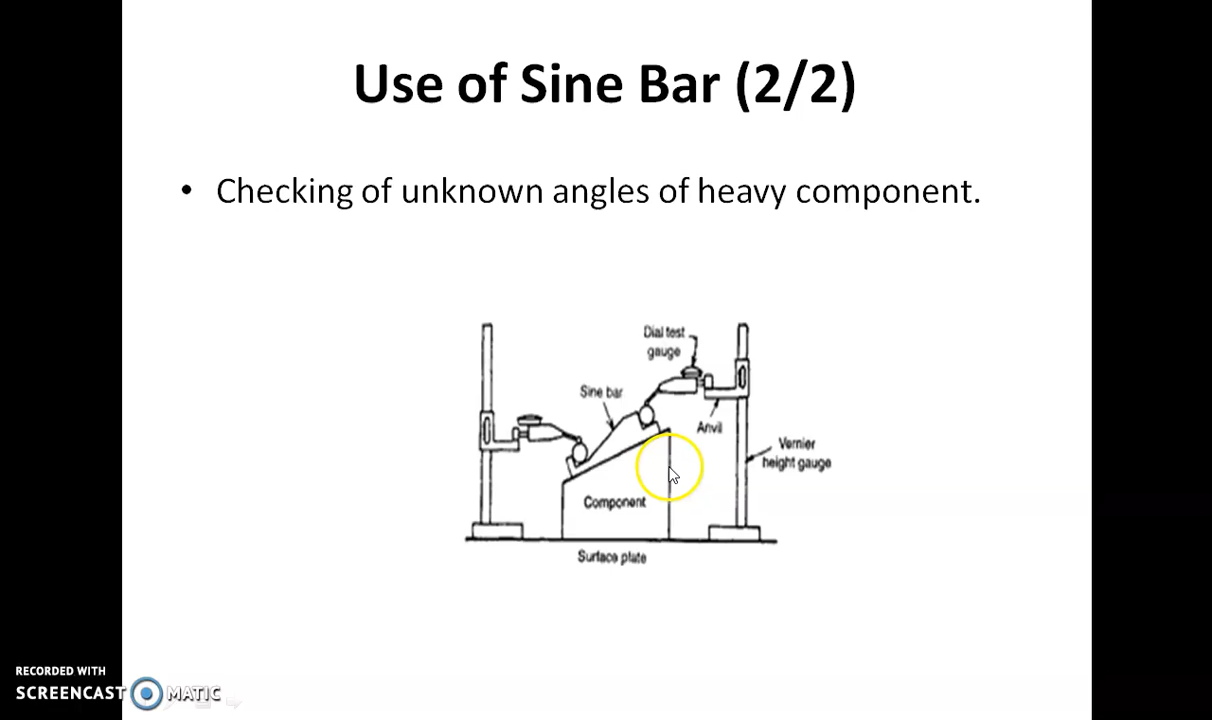 Use of Sine Bar (2/2)
• Checking of unknown angles of heavy component.
Dial test
gauge
Sine bar
Anvil
Vernier
height gauge
Component
Surface plate
RECORDED WITH
SCREENCAST MATIC